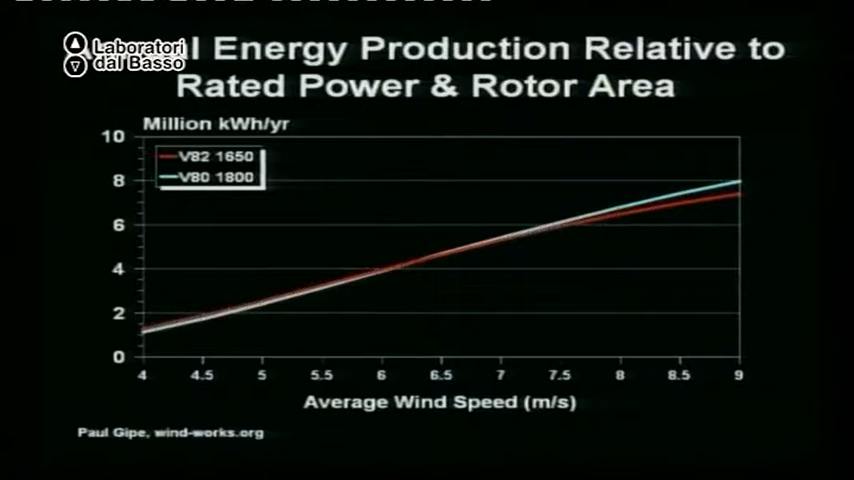 Laboratori
dal Basso
l Energy Production Relative to
Rated Power & Rotor Area
Million kWh/yr
10
8
6
4
2
0
V82 1650
V80 1800
4 4.5 5 5.5 6 6.5 7 7.5 8 8.5 9
Average Wind Speed (m/s)
Paul Gipe, wind-works.org